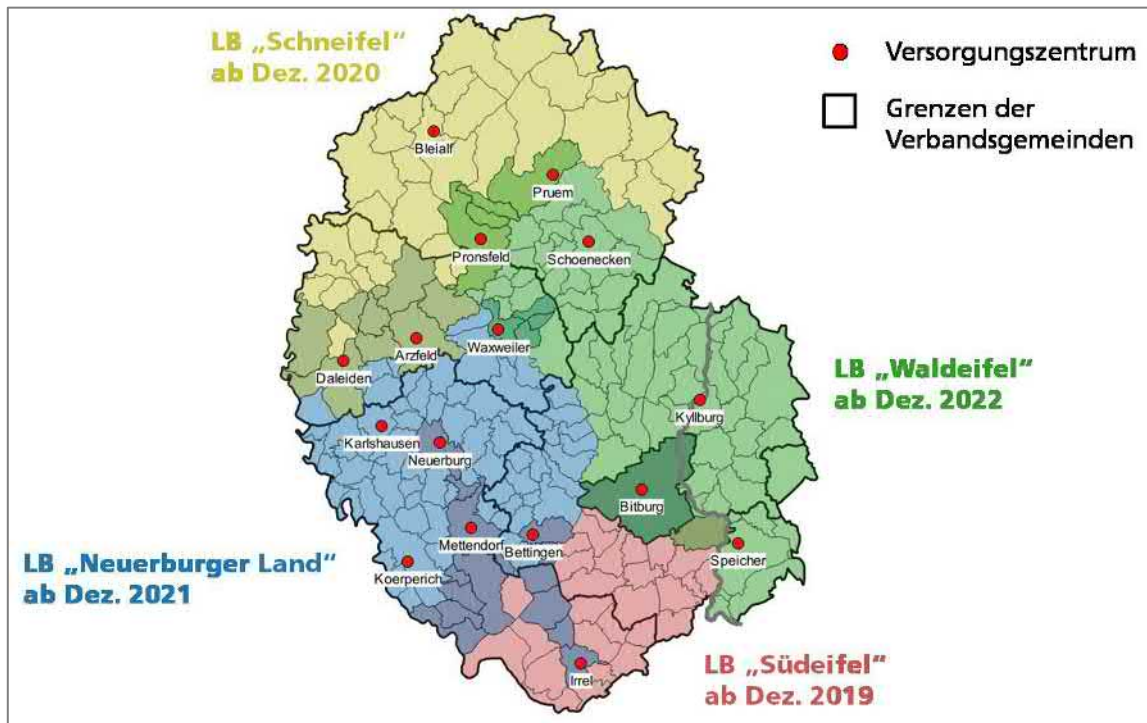 LB „Schneifel“
ab Dez. 2020
Versorgungszentrum
Grenzen der
Verbandsgemeinden
Bleialf
Pruem
Pronsfeld
Schoenecken
Waxweiler
Arzfeld
Daleiden
LB „Waldeifel“
ab Dez. 2022
Kyllburg
Karlshausen
Neuerburg
Bitburg
Mettendorf
Bettingen
Speicher
Koerperich
LB „Neuerburger Land“
ab Dez. 2021
Irrel
LB „Südeifel“
ab Dez. 2019